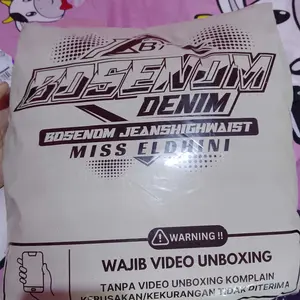 B
BOSENOM
DENIM
BOSENOM JEANSHIGHWAIST
MISS ELDHINI
WARNING !!
WAJIB VIDEO UNBOXING
TANPA VIDEO UNBOXING KOMPLAIN
KERUSAKAN/KEKURANGAN TIDAK DITERIMA